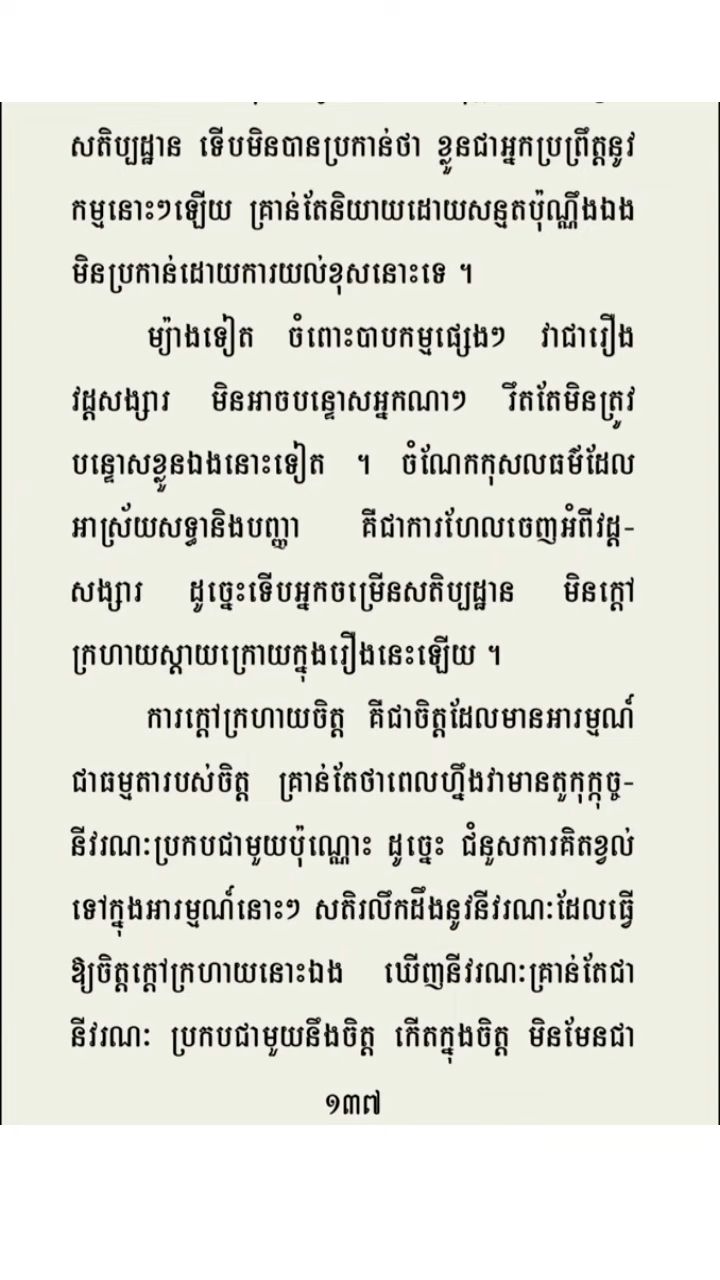 សតិប្បដ្ឋាន ទើបមិនបានប្រកាន់ថា ខ្លួនជាអ្នកប្រព្រឹត្តនូវ
កម្មនោះៗឡើយ គ្រាន់តែនិយាយដោយសន្មតប៉ុណ្ណឹងឯង
មិនប្រកាន់ដោយការយល់ខុសនោះទេ ។
ម្យ៉ាងទៀត ចំពោះបាបកម្មផ្សេងៗ វាជារឿង
វដ្តសង្សារ មិនអាចបន្ទោសអ្នកណាៗ រឹតតែមិនត្រូវ
បន្ទោសខ្លួនឯងនោះទៀត ។ ចំណែកកុសលធម៌ដែល
អាស្រ័យសទ្ធានិងបញ្ញា គឺជាការហែលចេញអំពីវដ្ត-
សង្សារ ដូច្នេះទើបអ្នកចម្រើនសតិប្បដ្ឋាន មិនក្តៅ
ក្រហាយស្តាយក្រោយក្នុងរឿងនេះឡើយ ។
ការក្តៅក្រហាយចិត្ត គឺជាចិត្តដែលមានអារម្មណ៍
ជាធម្មតារបស់ចិត្ត គ្រាន់តែថាពេលហ្នឹងវាមានតួកុក្កុច្ច-
នីវរណៈប្រកបជាមួយប៉ុណ្ណោះ ដូច្នេះ ជំនួសការគិតខ្វល់
ទៅក្នុងអារម្មណ៍នោះៗ សតិរលឹកដឹងនូវនីវរណៈដែលធ្វើ
ឱ្យចិត្តក្តៅក្រហាយនោះឯង ឃើញនីវរណៈគ្រាន់តែជា
នីវរណៈ ប្រកបជាមួយនឹងចិត្ត កើតក្នុងចិត្ត មិនមែនជា
១៣៧